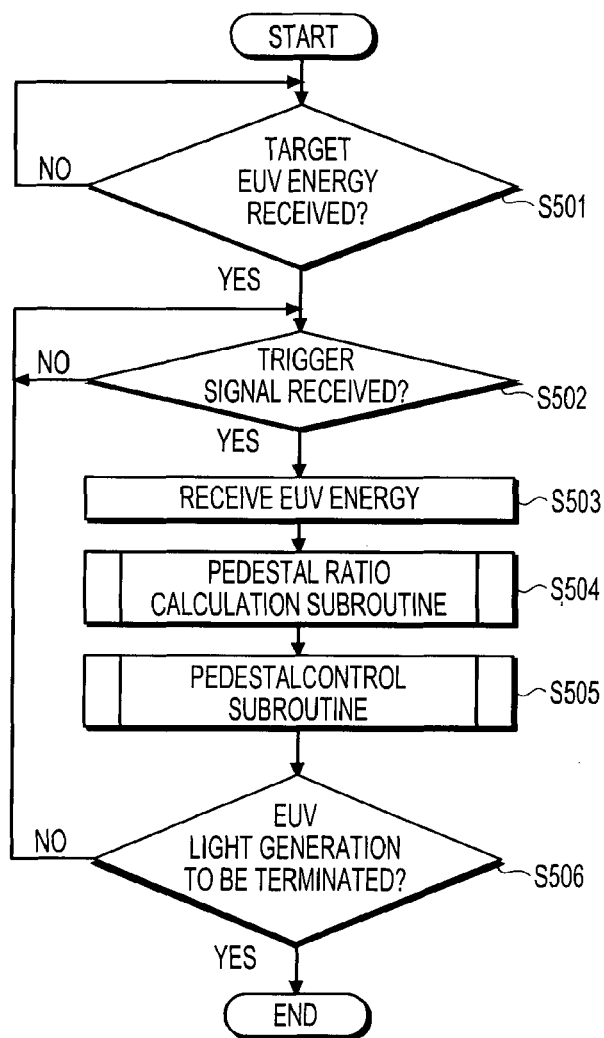 START
TARGET
EUV ENERGY
RECEIVED?
NO
S501
YES
TRIGGER
SIGNAL RECEIVED?
NO
S502
YES
RECEIVE EUV ENERGY
S503
PEDESTAL RATIO
CALCULATION SUBROUTINE
S504
PEDESTALCONTROL
SUBROUTINE
S505
EUV
LIGHT GENERATION
TO BE TERMINATED?
NO
S506
YES
END